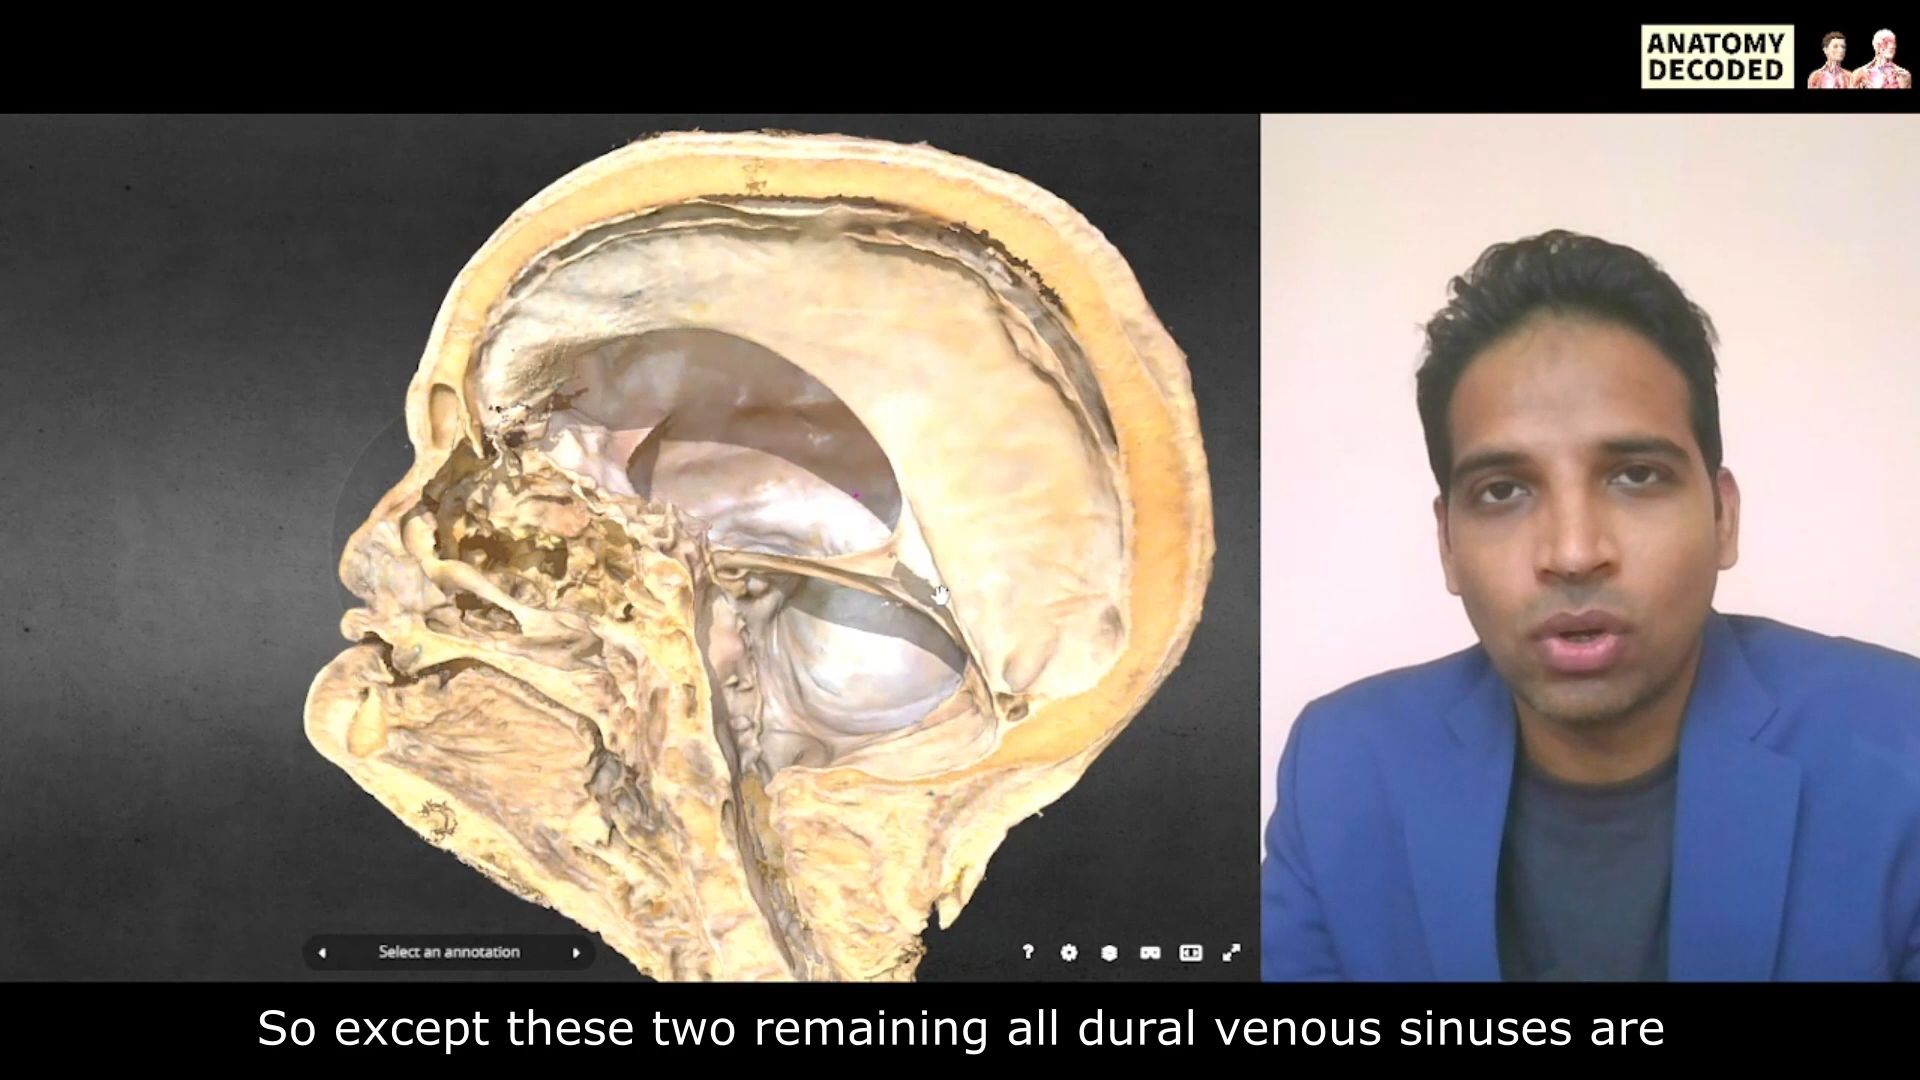 ANATOMY
DECODED
Select an annotation
?
So except these two remaining all dural venous sinuses are